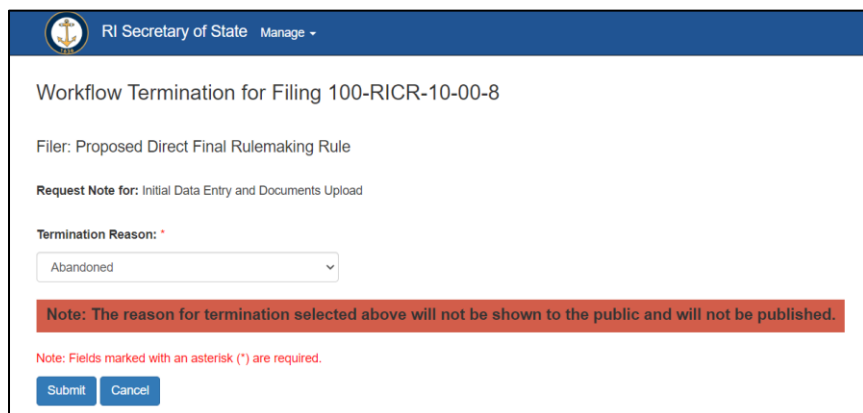 RI Secretary of State Manage
Workflow Termination for Filing 100-RICR-10-00-8
Filer: Proposed Direct Final Rulemaking Rule
Request Note for: Initial Data Entry and Documents Upload
Termination Reason: *
Abandoned
Note: The reason for termination selected above will not be shown to the public and will not be published.
Note: Fields marked with an asterisk (*) are required.
Submit Cancel